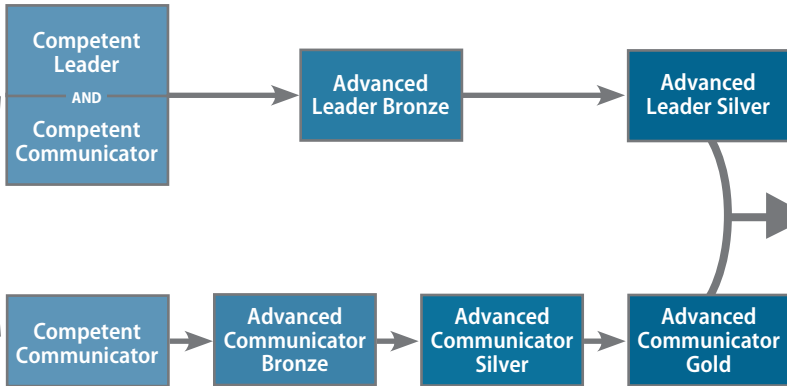 Competent
Leader
AND
Competent
Communicator
Advanced
Leader Bronze
Advanced
Leader Silver
Competent
Communicator
Advanced
Communicator
Bronze
Advanced
Communicator
Silver
Advanced
Communicator
Gold